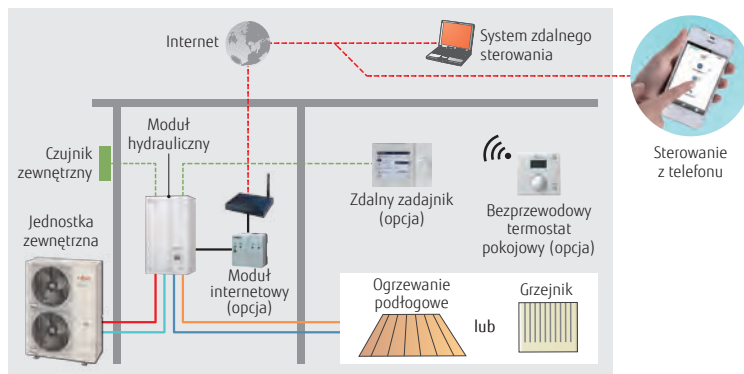 Internet
System zdalnego
sterowania
Sterowanie
z telefonu
Moduł
hydrauliczny
Czujnik
zewnętrzny
Jednostka
zewnętrzna
Zdalny zadajnik
(opcja)
Bezprzewodowy
termostat
pokojowy (opcja)
Moduł
internetowy
(opcja)
Ogrzewanie
podłogowe
lub
Grzejnik